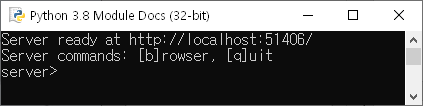 Python 3.8 Module Docs (32-bit)
Server ready at http://localhost:51406/
Server commands: [b]rowser, [q]uit
server>